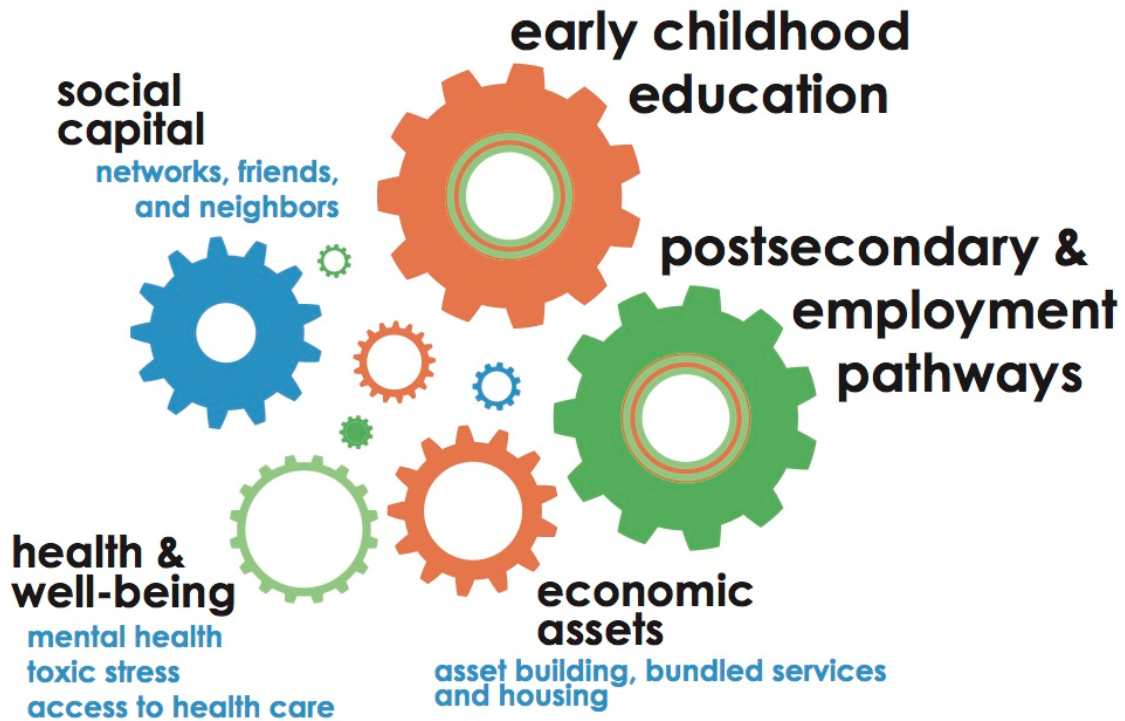 early childhood
education
social
capital
networks, friends,
and neighbors
postsecondary &
employment
pathways
health &
well-being
mental health
toxic stress
access to health care
economic
assets
asset building, bundled services
and housing